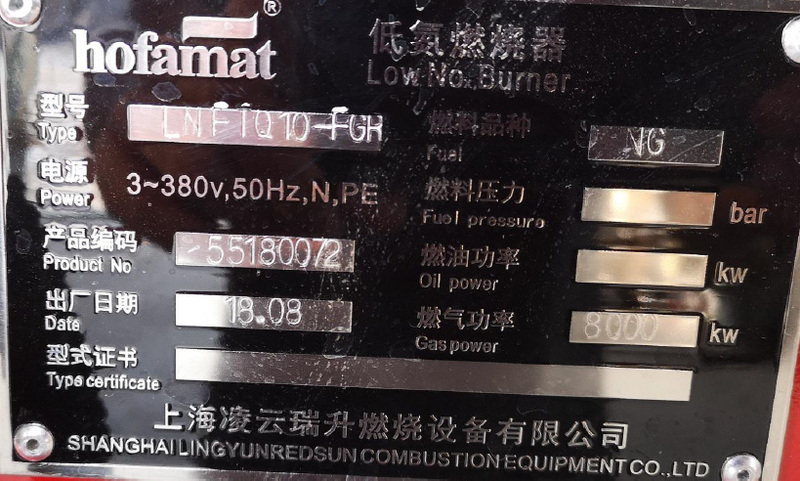 hofamat®
低氮燃烧器
Low No. Burner
型号
Type
燃料品种
Fuel
NG
电源
Power
3~380v,50Hz,N,PE
燃料压力
Fuel pressure
bar
产品编码
Product No
55180072
燃油功率
Oil power
kw
出厂日期
Date
18.08
燃气功率
Gas power
8000
kw
型式证书
Type certificate
上海凌云瑞升燃烧设备有限公司
SHANGHAI LINGYUNREDSUN COMBUSTION EQUIPMENT CO.,LTD